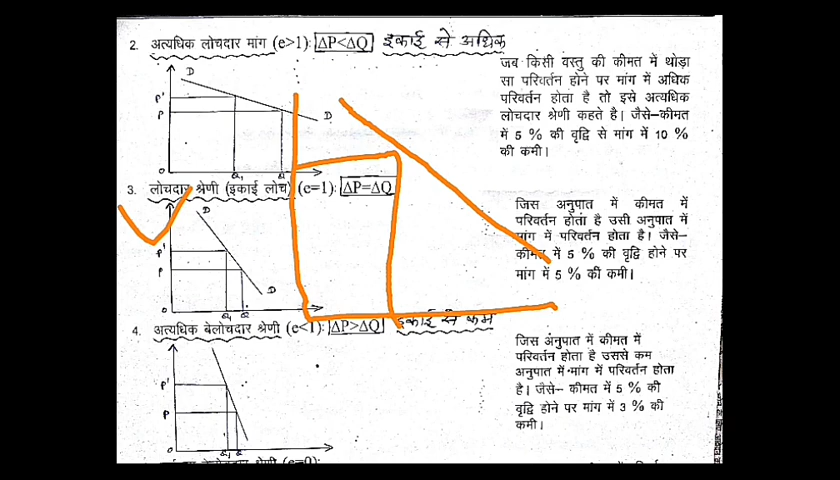 2. अत्यधिक लोचदार मांग (e>1): ΔP<ΔQ इकाई से अधिक
जब किसी वस्तु की कीमत में थोड़ा
सा परिवर्तन होने पर मांग में अधिक
परिवर्तन होता है तो इसे अत्यधिक
लोचदार श्रेणी कहते है। जैसे–कीमत
में 5 % की वृद्वि से मांग में 10 %
की कमी।
D
P'
P
D
O
Q₁
Q
3. लोचदार श्रेणी (इकाई लोच) (e=1): ΔP=ΔQ
जिस अनुपात में कीमत में
परिवर्तन होता है उसी अनुपात में
मांग में परिवर्तन होता है। जैसे–
कीमत में 5 % की वृद्वि होने पर
मांग में 5 % की कमी।
D
P'
P
D
O
Q₁
Q
4. अत्यधिक बेलोचदार श्रेणी (e<1): ΔP>ΔQ इकाई से कम
जिस अनुपात में कीमत में
परिवर्तन होता है उससे कम
अनुपात में मांग में परिवर्तन होता
है। जैसे– कीमत में 5 % की
वृद्वि होने पर मांग में 3 % की
कमी।
P'
P
O
Q₁
Q